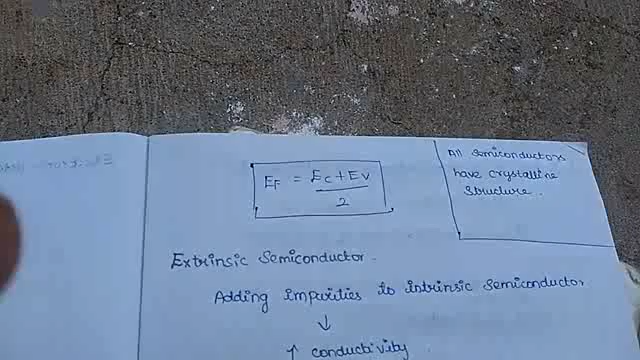 All semiconductors
have crystalline
structure.
EF = Ec + Ev
2
Extrinsic Semiconductor.
Adding impurities to intrinsic semiconductor
↓
↑ conductivity